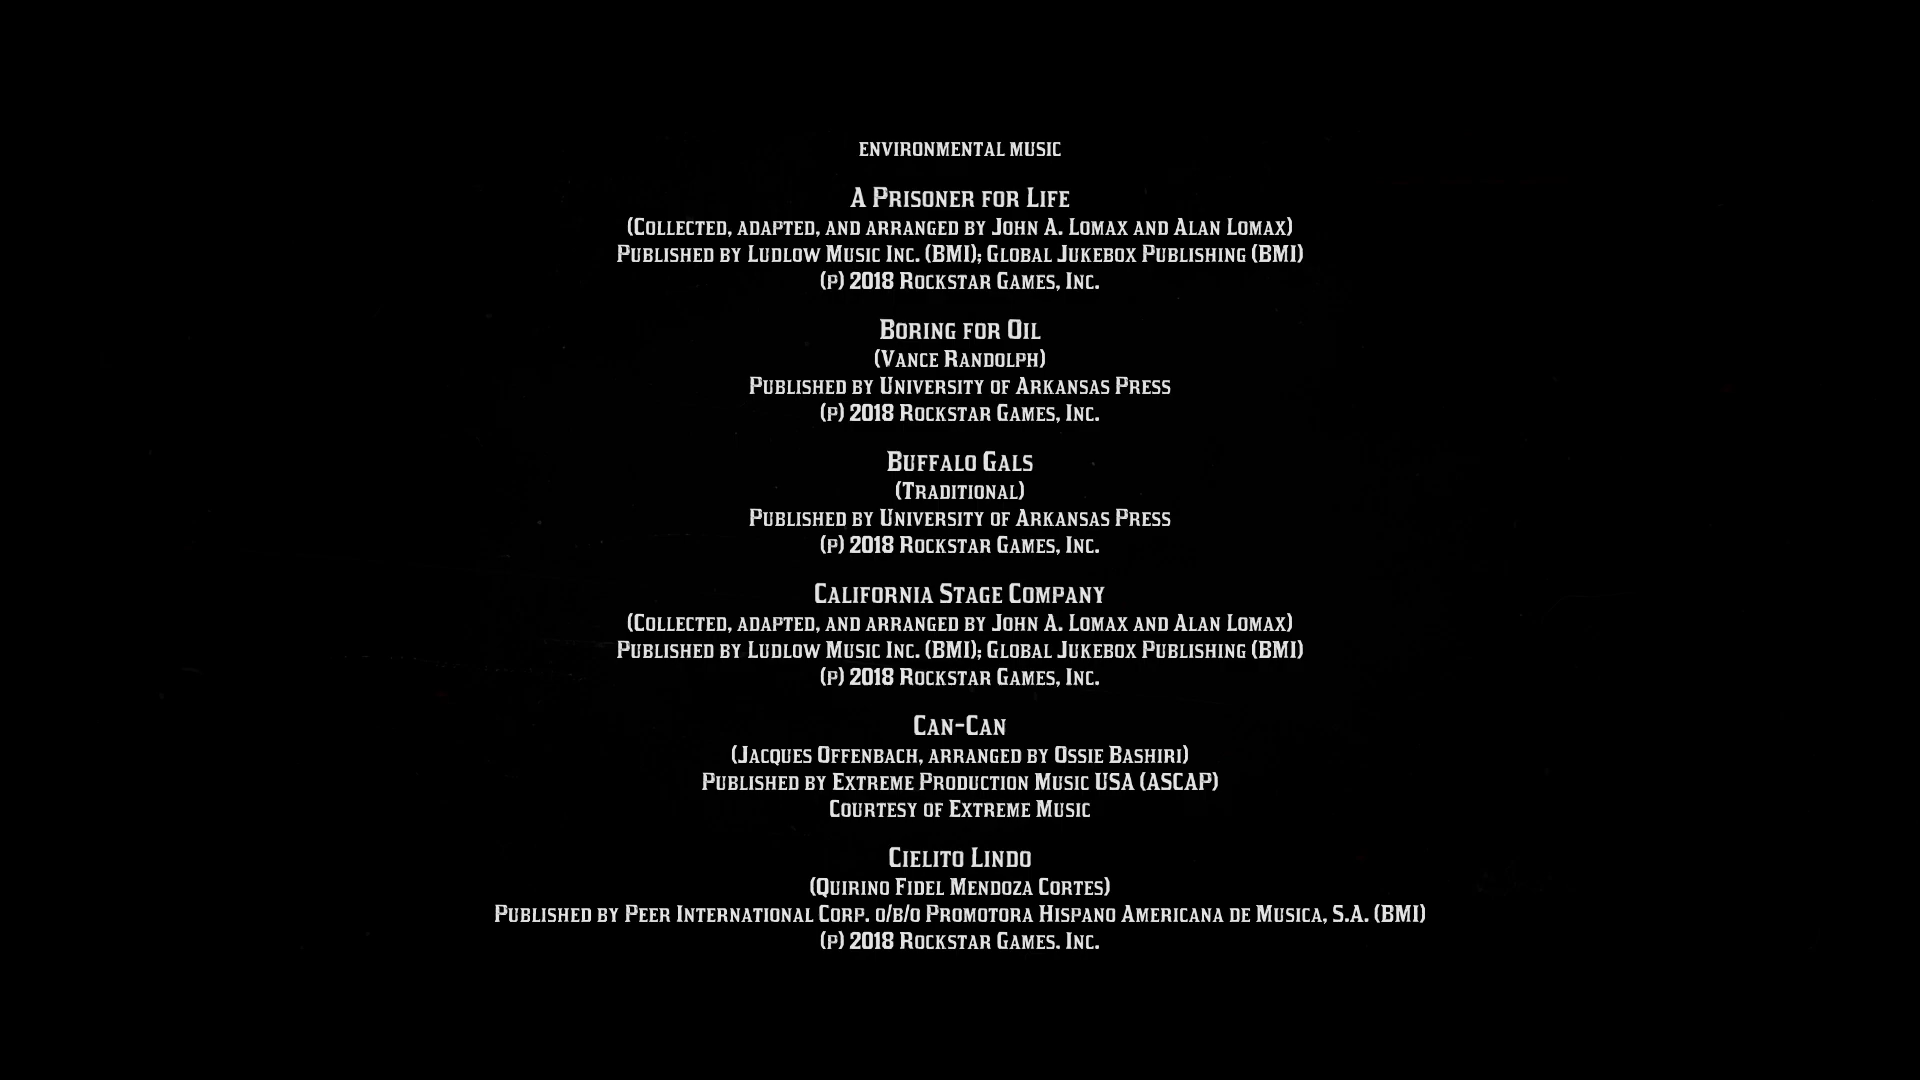 ENVIRONMENTAL MUSIC
A Prisoner for Life
(Collected, adapted, and arranged by John A. Lomax and Alan Lomax)
Published by Ludlow Music Inc. (BMI); Global Jukebox Publishing (BMI)
(P) 2018 Rockstar Games, Inc.
Boring for Oil
(Vance Randolph)
Published by University of Arkansas Press
(P) 2018 Rockstar Games, Inc.
Buffalo Gals
(Traditional)
Published by University of Arkansas Press
(P) 2018 Rockstar Games, Inc.
California Stage Company
(Collected, adapted, and arranged by John A. Lomax and Alan Lomax)
Published by Ludlow Music Inc. (BMI); Global Jukebox Publishing (BMI)
(P) 2018 Rockstar Games, Inc.
Can-Can
(Jacques Offenbach, arranged by Ossie Bashiri)
Published by Extreme Production Music USA (ASCAP)
Courtesy of Extreme Music
Cielito Lindo
(Quirino Fidel Mendoza Cortes)
Published by Peer International Corp. o/b/o Promotora Hispano Americana de Musica, S.A. (BMI)
(P) 2018 Rockstar Games. Inc.